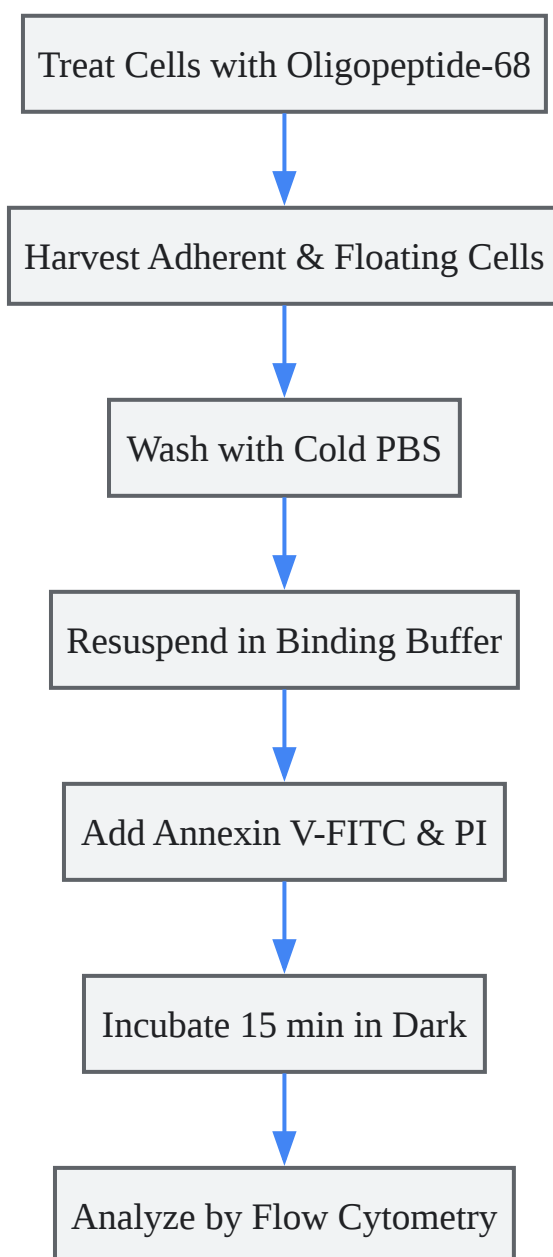 Treat Cells with Oligopeptide-68
Harvest Adherent & Floating Cells
Wash with Cold PBS
Resuspend in Binding Buffer
Add Annexin V-FITC & PI
Incubate 15 min in Dark
Analyze by Flow Cytometry